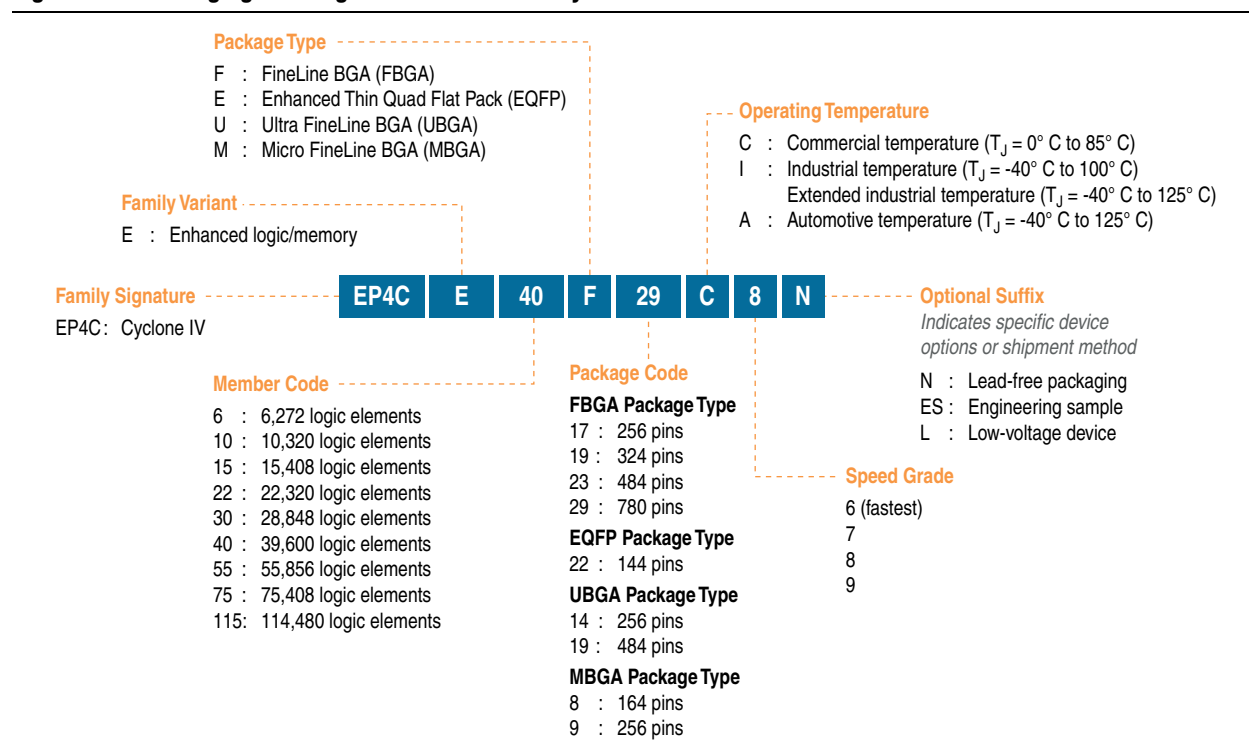 Package Type
F : FineLine BGA (FBGA)
E : Enhanced Thin Quad Flat Pack (EQFP)
U : Ultra FineLine BGA (UBGA)
M : Micro FineLine BGA (MBGA)
Operating Temperature
C : Commercial temperature (TJ = 0° C to 85° C)
I : Industrial temperature (TJ = -40° C to 100° C)
Extended industrial temperature (TJ = -40° C to 125° C)
A : Automotive temperature (TJ = -40° C to 125° C)
Family Variant
E : Enhanced logic/memory
Family Signature
EP4C : Cyclone IV
EP4C E 40 F 29 C 8 N
Optional Suffix
Indicates specific device
options or shipment method
N : Lead-free packaging
ES : Engineering sample
L : Low-voltage device
Member Code
6 : 6,272 logic elements
10 : 10,320 logic elements
15 : 15,408 logic elements
22 : 22,320 logic elements
30 : 28,848 logic elements
40 : 39,600 logic elements
55 : 55,856 logic elements
75 : 75,408 logic elements
115: 114,480 logic elements
Package Code
FBGA Package Type
17 : 256 pins
19 : 324 pins
23 : 484 pins
29 : 780 pins
EQFP Package Type
22 : 144 pins
UBGA Package Type
14 : 256 pins
19 : 484 pins
MBGA Package Type
8 : 164 pins
9 : 256 pins
Speed Grade
6 (fastest)
7
8
9